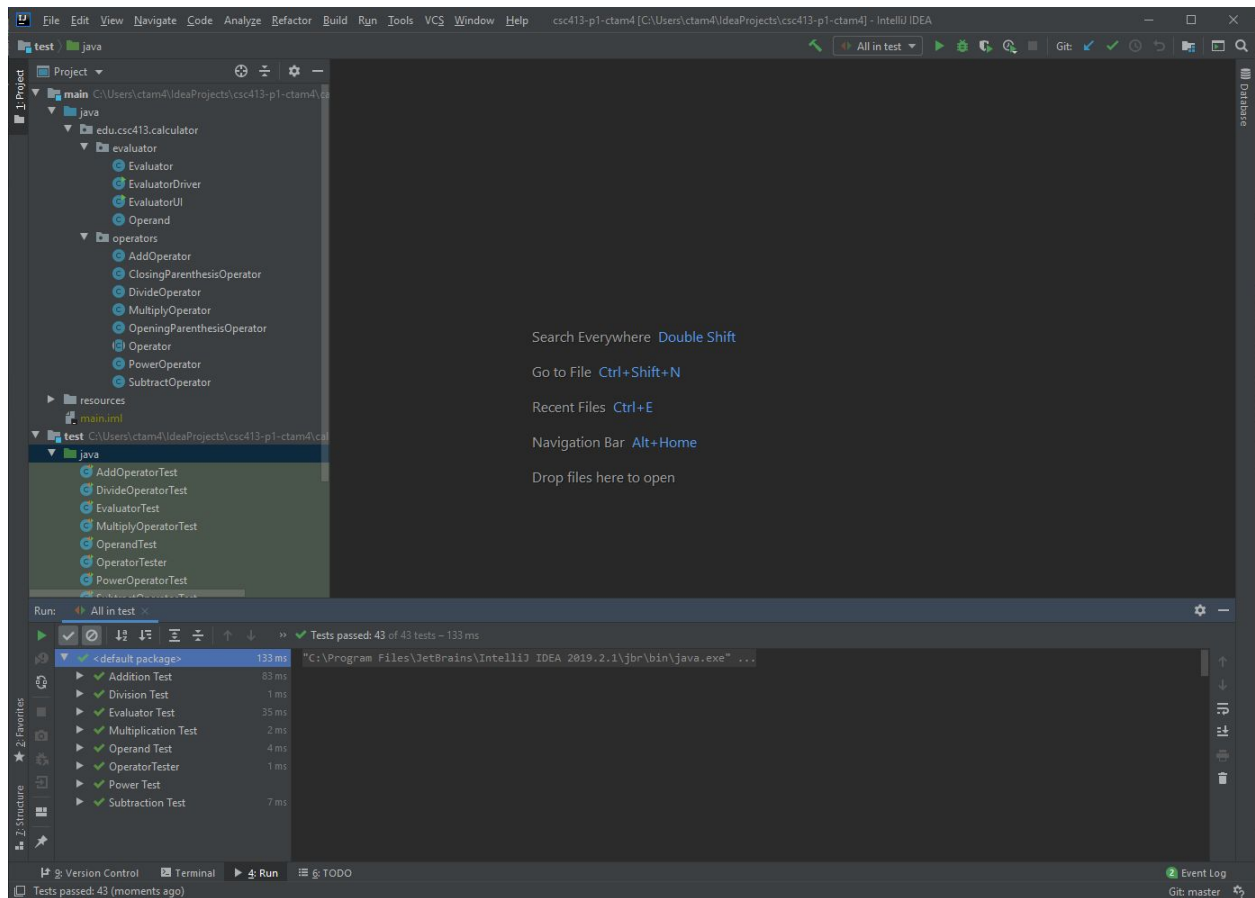 File Edit View Navigate Code Analyze Refactor Build Run Tools VCS Window Help csc413-p1-ctam4 [C:\Users\ctam4\IdeaProjects\csc413-p1-ctam4] - IntelliJ IDEA
test java All in test Git:
1: Project
Project
main C:\Users\ctam4\IdeaProjects\csc413-p1-ctam4\ca
java
edu.csc413.calculator
evaluator
Evaluator
EvaluatorDriver
EvaluatorUI
Operand
operators
AddOperator
ClosingParenthesisOperator
DivideOperator
MultiplyOperator
OpeningParenthesisOperator
Operator
PowerOperator
SubtractOperator
resources
main.iml
test C:\Users\ctam4\IdeaProjects\csc413-p1-ctam4\cal
java
AddOperatorTest
DivideOperatorTest
EvaluatorTest
MultiplyOperatorTest
OperandTest
OperatorTester
PowerOperatorTest
SubtractOperatorTest
Search Everywhere Double Shift
Go to File Ctrl+Shift+N
Recent Files Ctrl+E
Navigation Bar Alt+Home
Drop files here to open
Database
Run: All in test
Tests passed: 43 of 43 tests – 133 ms
<default package> 133 ms
Addition Test 83 ms
Division Test 1 ms
Evaluator Test 35 ms
Multiplication Test 2 ms
Operand Test 4 ms
OperatorTester 1 ms
Power Test
Subtraction Test 7 ms
"C:\Program Files\JetBrains\IntelliJ IDEA 2019.2.1\jbr\bin\java.exe" ...
2: Favorites
7: Structure
9: Version Control Terminal 4: Run 6: TODO 2 Event Log
Tests passed: 43 (moments ago) Git: master